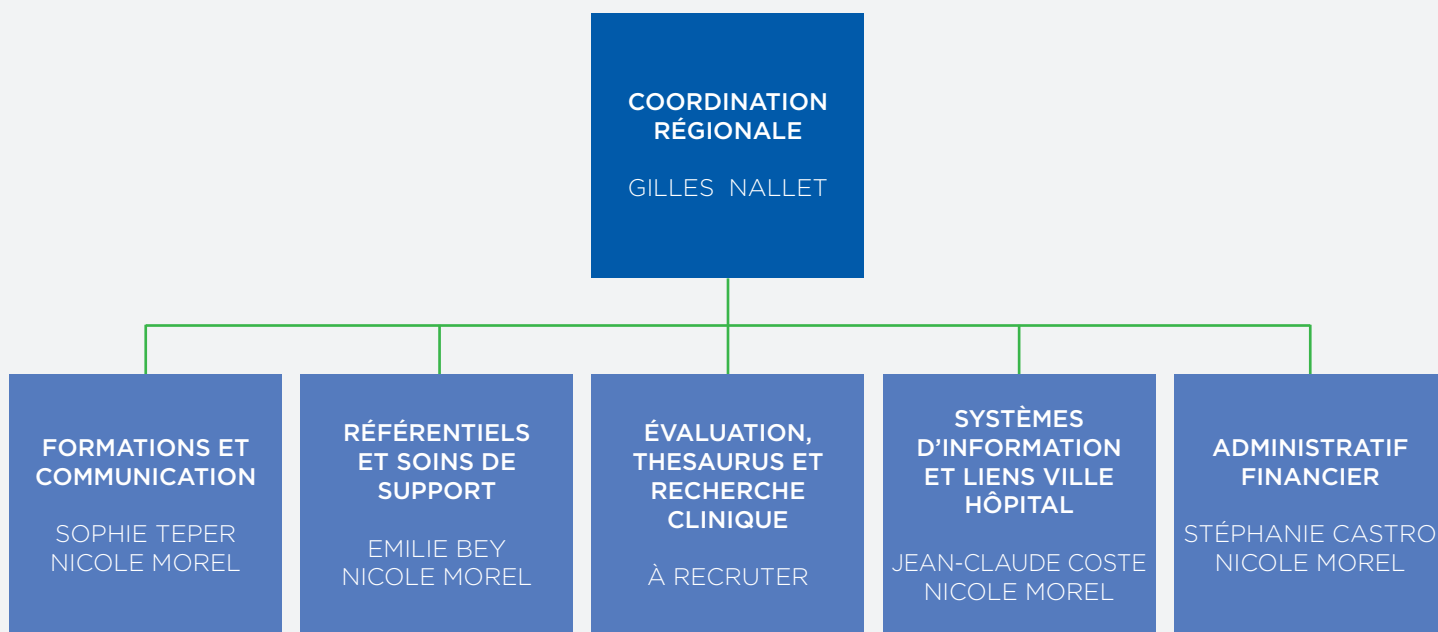 COORDINATION
RÉGIONALE
GILLES NALLET
FORMATIONS ET
COMMUNICATION
SOPHIE TEPER
NICOLE MOREL
RÉFÉRENTIELS
ET SOINS DE
SUPPORT
EMILIE BEY
NICOLE MOREL
ÉVALUATION,
THESAURUS ET
RECHERCHE
CLINIQUE
À RECRUTER
SYSTÈMES
D’INFORMATION
ET LIENS VILLE
HÔPITAL
JEAN-CLAUDE COSTE
NICOLE MOREL
ADMINISTRATIF
FINANCIER
STÉPHANIE CASTRO
NICOLE MOREL